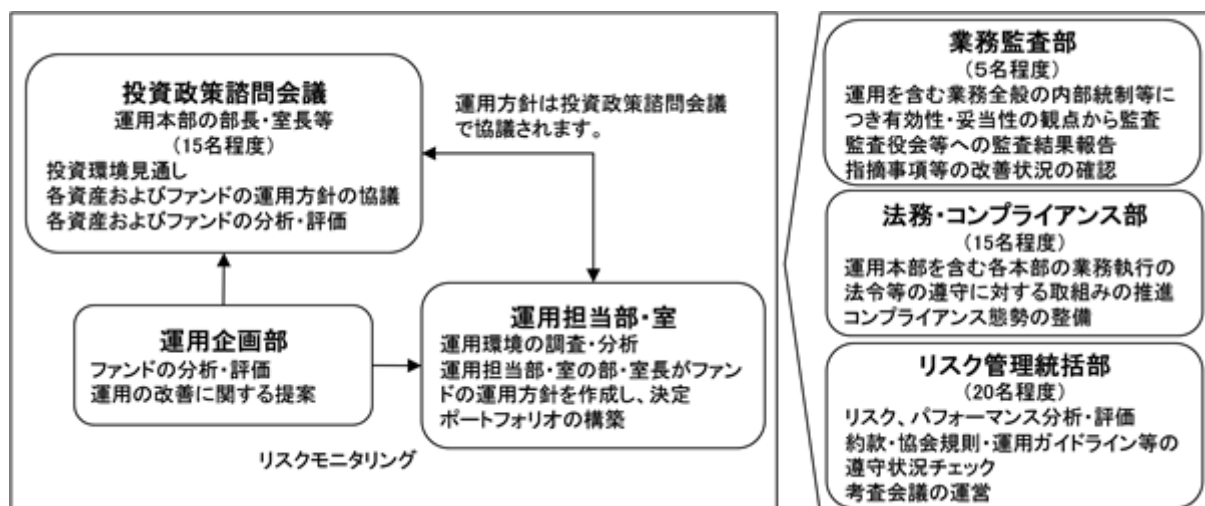 投資政策諮問会議
運用本部の部長・室長等
(15名程度)
投資環境見通し
各資産およびファンドの運用方針の協議
各資産およびファンドの分析・評価
運用方針は投資政策諮問会議
で協議されます。
運用企画部
ファンドの分析・評価
運用の改善に関する提案
運用担当部・室
運用環境の調査・分析
運用担当部・室の部・室長がファン
ドの運用方針を作成し、決定
ポートフォリオの構築
リスクモニタリング
業務監査部
(5名程度)
運用を含む業務全般の内部統制等に
つき有効性・妥当性の観点から監査
監査役会等への監査結果報告
指摘事項等の改善状況の確認
法務・コンプライアンス部
(15名程度)
運用本部を含む各本部の業務執行の
法令等の遵守に対する取組みの推進
コンプライアンス態勢の整備
リスク管理統括部
(20名程度)
リスク、パフォーマンス分析・評価
約款・協会規則・運用ガイドライン等の
遵守状況チェック
考査会議の運営